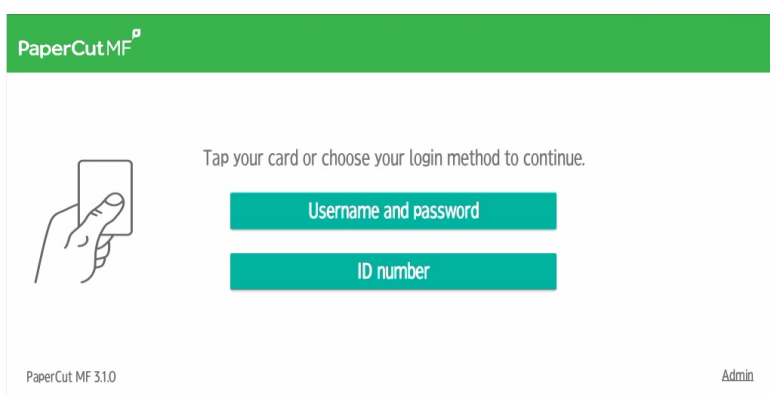 PaperCut MF
Tap your card or choose your login method to continue.
Username and password
ID number
PaperCut MF 3.1.0
Admin